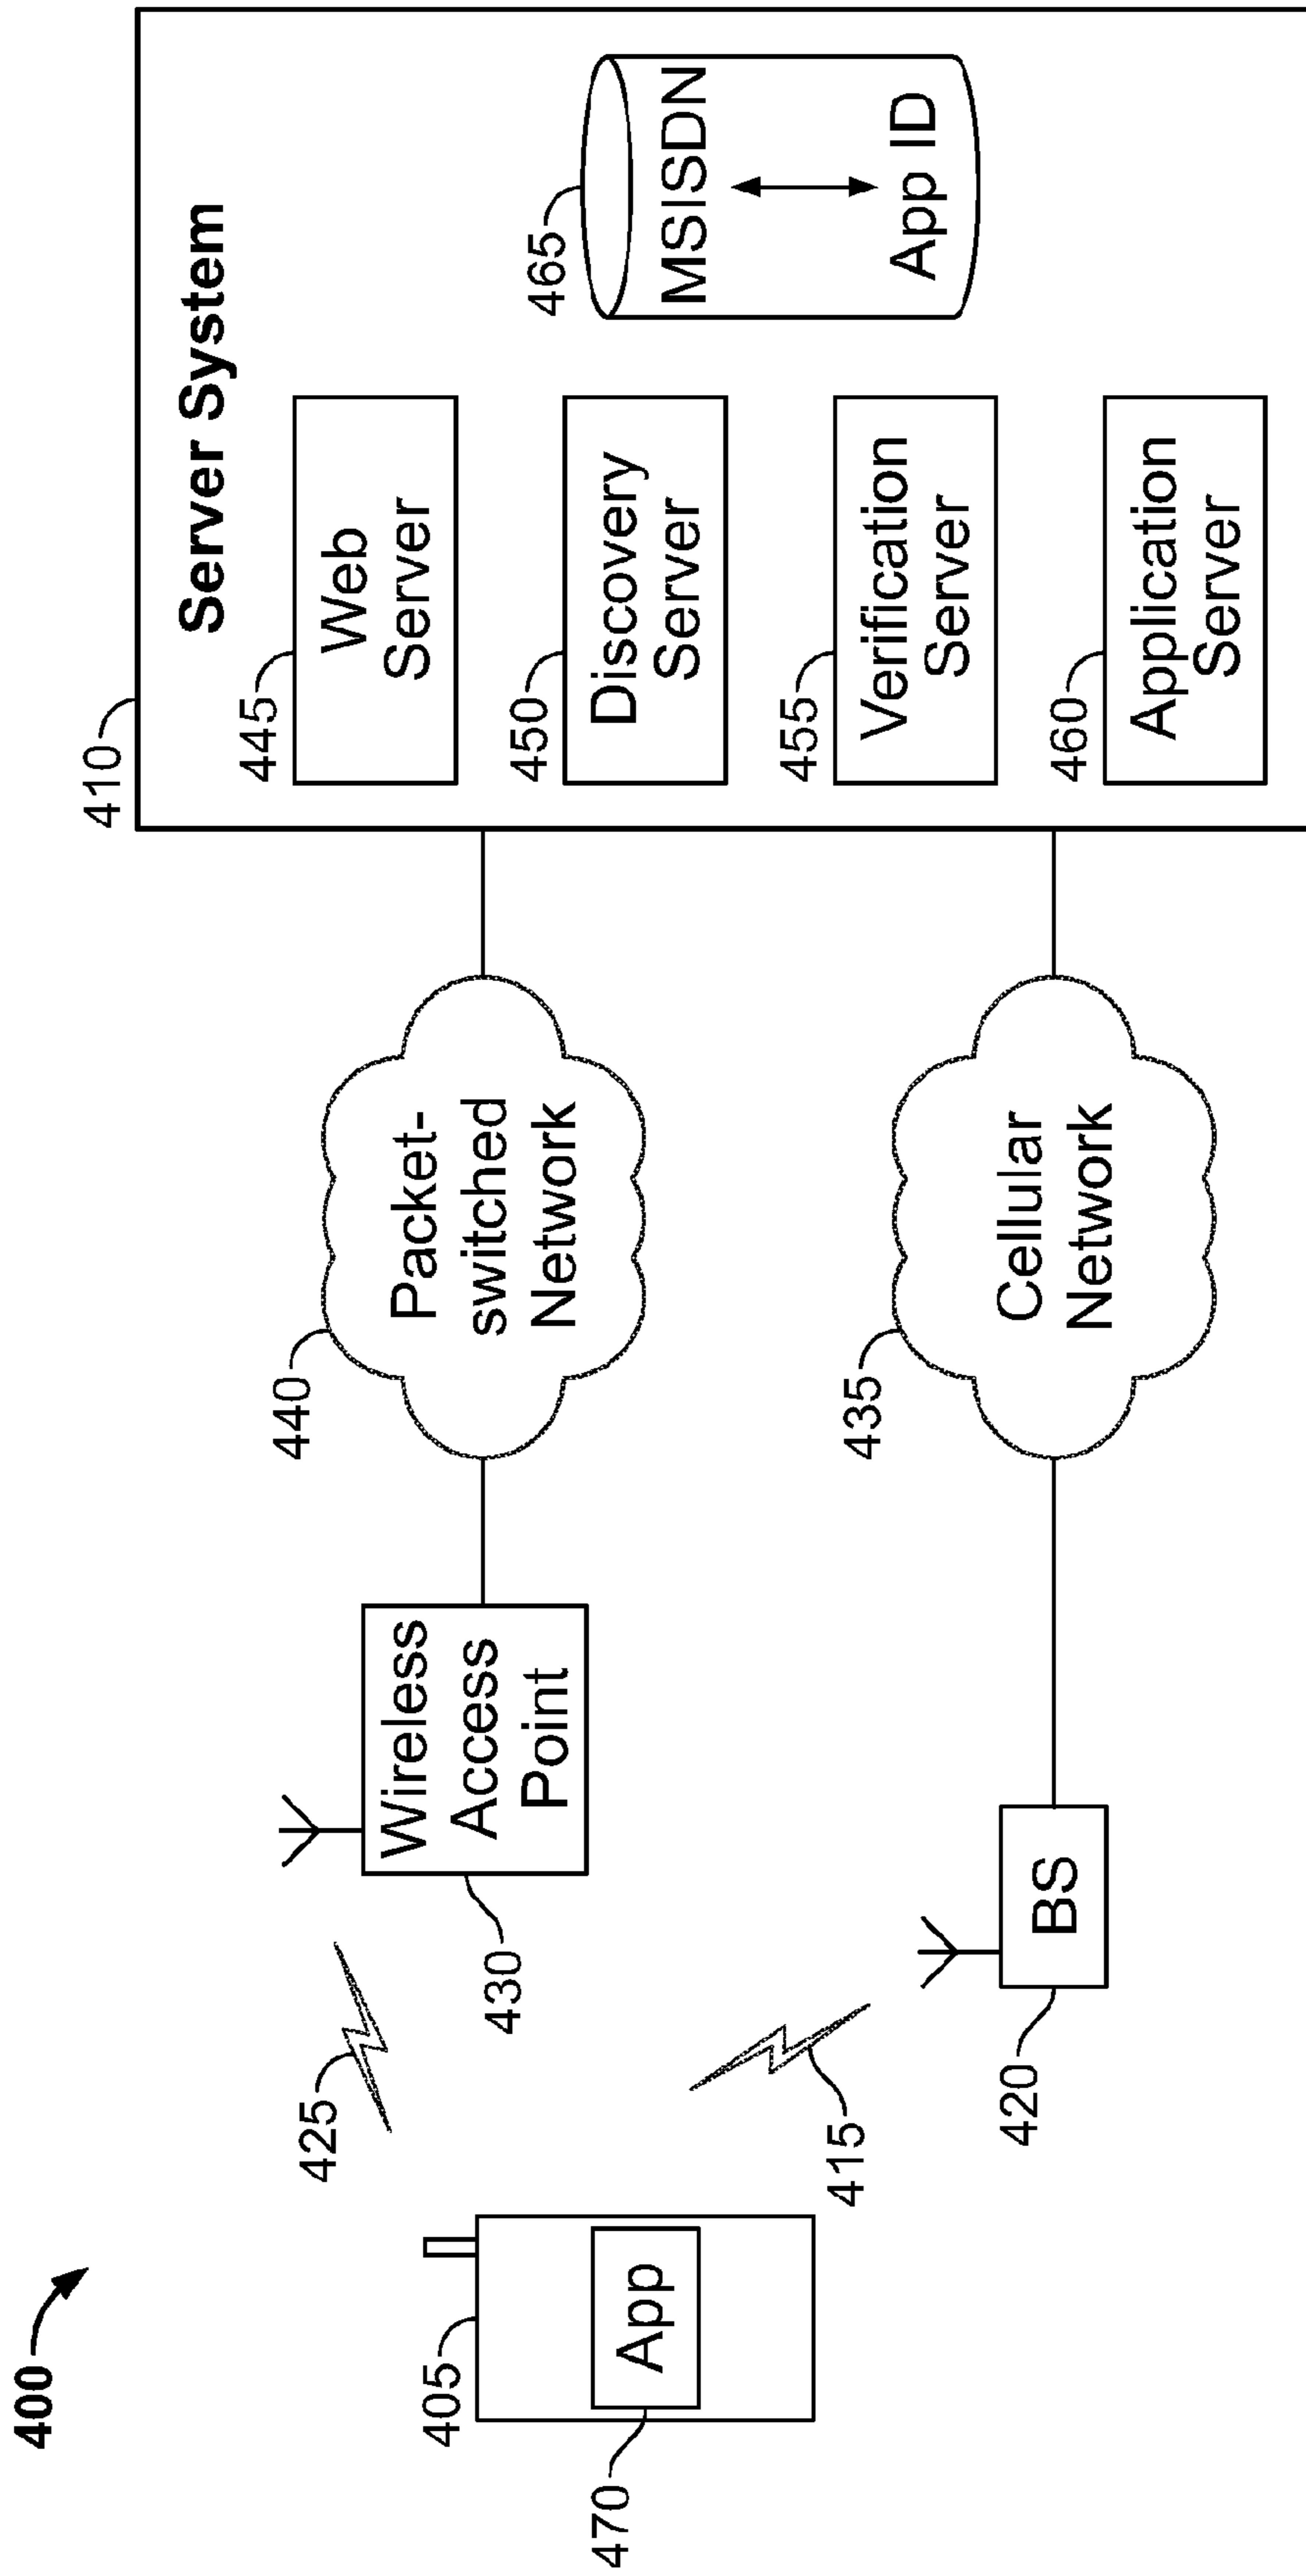 400
405
App
470
425
415
Wireless
Access
Point
430
BS
420
440
Packet-
switched
Network
435
Cellular
Network
410
Server System
445
Web
Server
450
Discovery
Server
455
Verification
Server
460
Application
Server
465
MSISDN
App ID